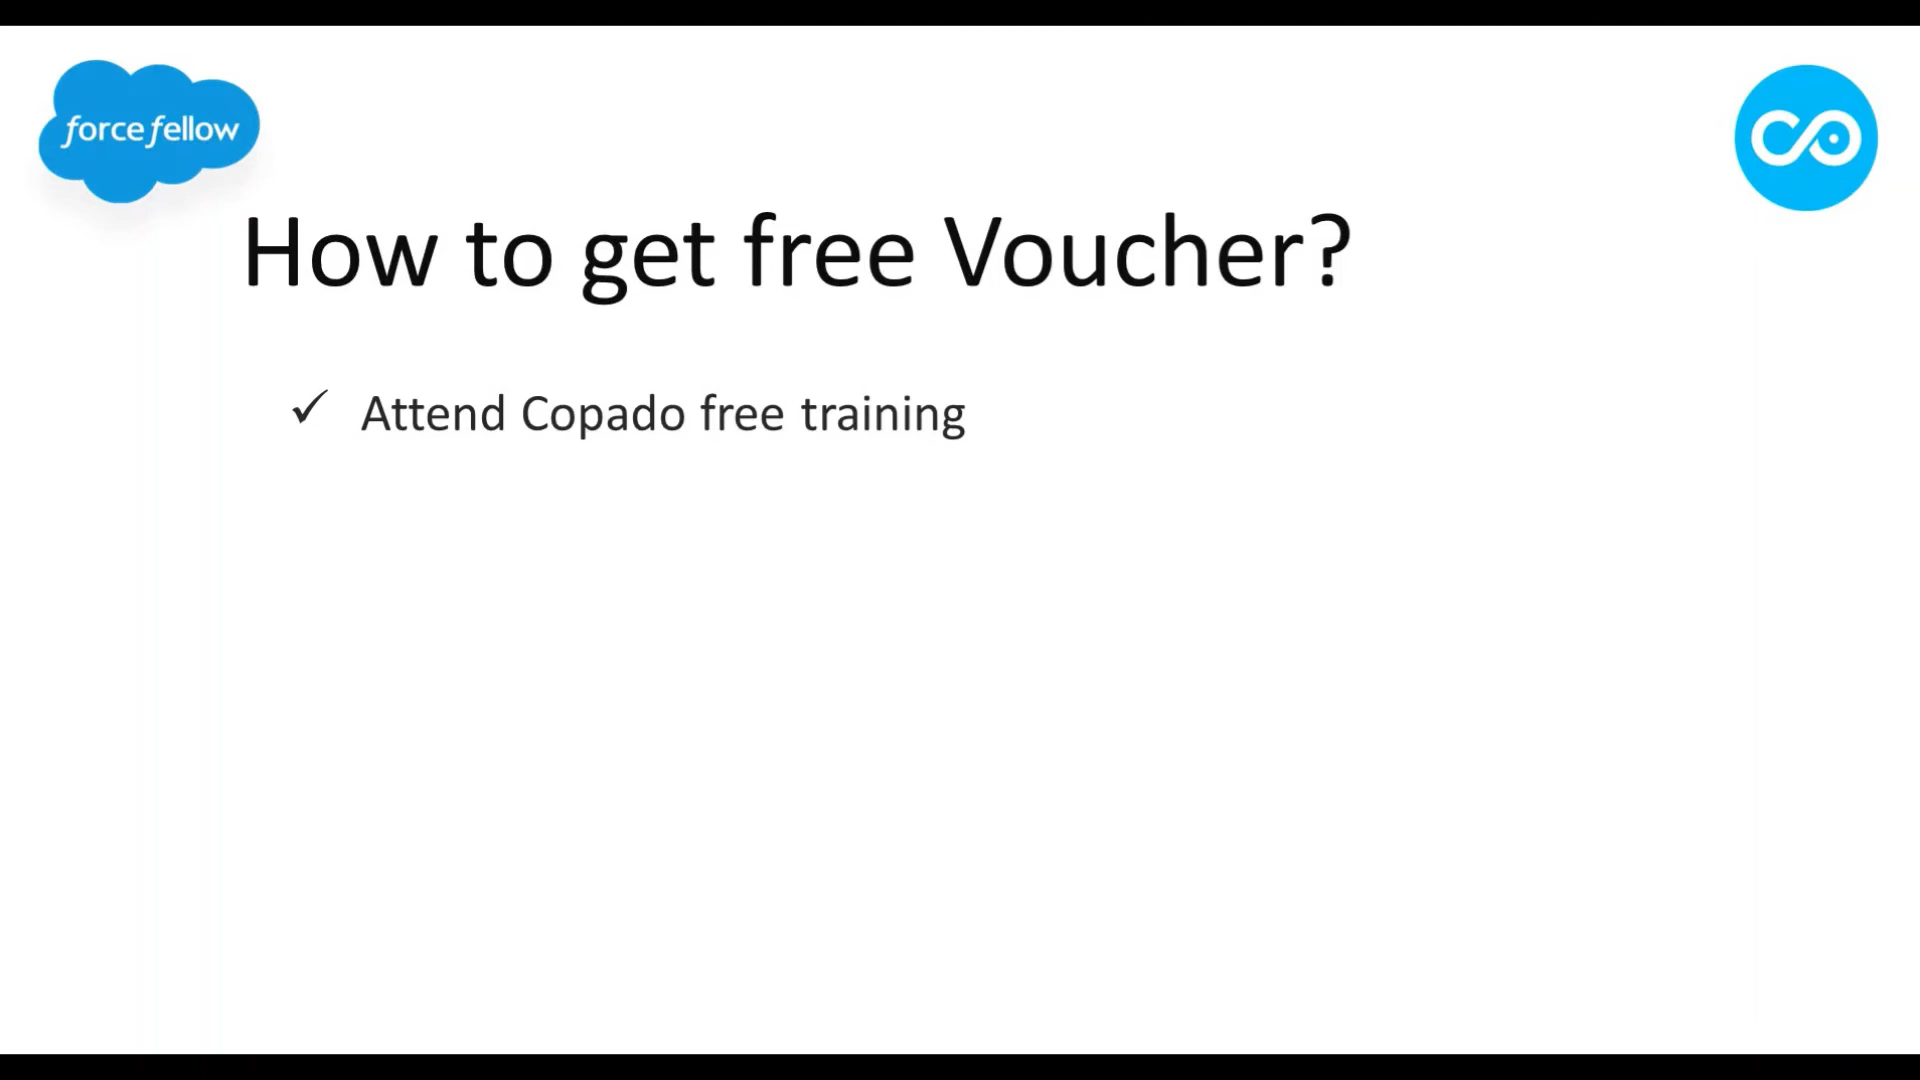 force fellow
How to get free Voucher?
✓ Attend Copado free training